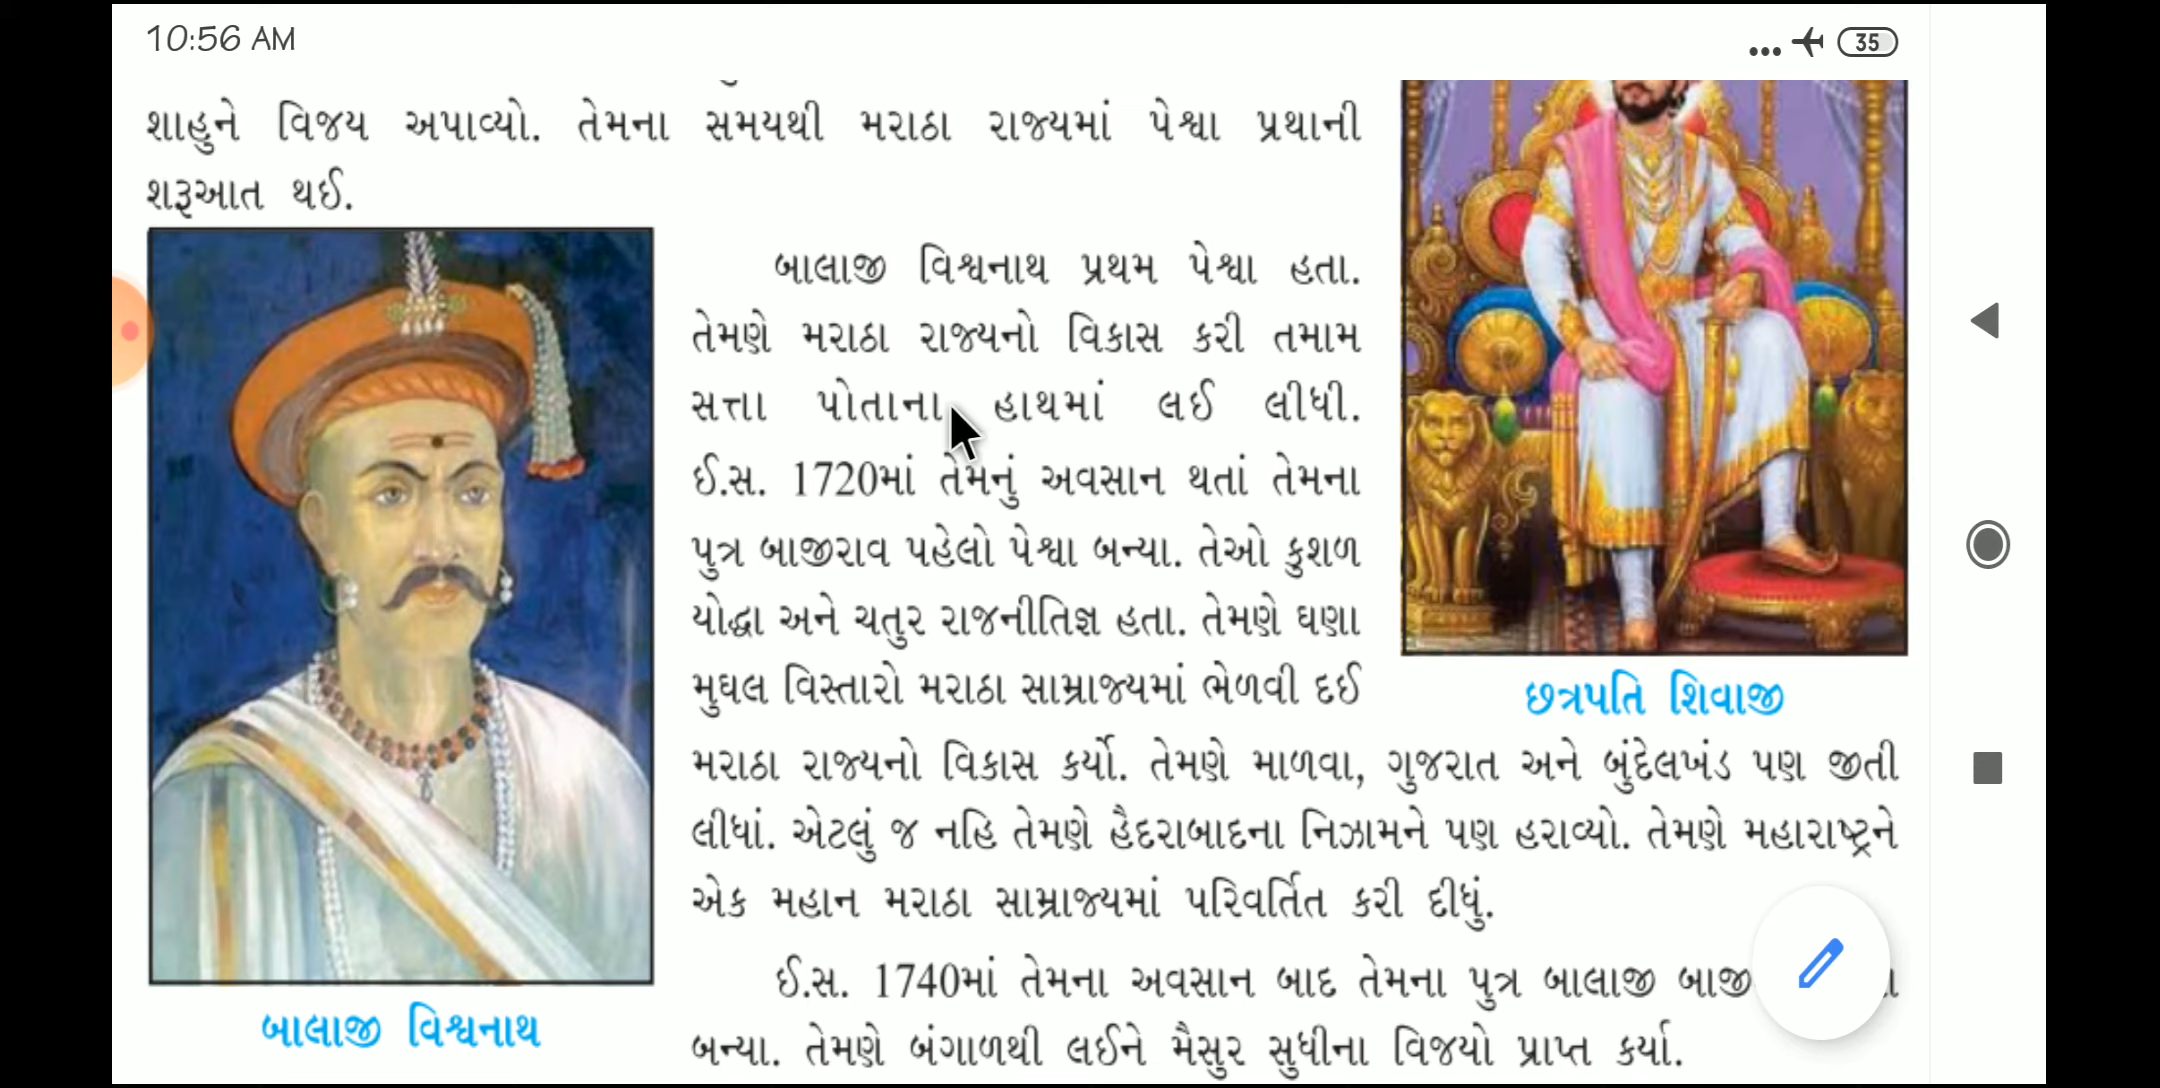 10:56 AM
35
શાહુને વિજય અપાવ્યો. તેમના સમયથી મરાઠા રાજ્યમાં પેશ્વા પ્રથાની
શરૂઆત થઈ.
બાલાજી વિશ્વનાથ પ્રથમ પેશ્વા હતા.
તેમણે મરાઠા રાજ્યનો વિકાસ કરી તમામ
સત્તા પોતાના હાથમાં લઈ લીધી.
ઈ.સ. 1720માં તેમનું અવસાન થતાં તેમના
પુત્ર બાજીરાવ પહેલો પેશ્વા બન્યા. તેઓ કુશળ
યોદ્ધા અને ચતુર રાજનીતિજ્ઞ હતા. તેમણે ઘણા
મુઘલ વિસ્તારો મરાઠા સામ્રાજ્યમાં ભેળવી દઈ
છત્રપતિ શિવાજી
મરાઠા રાજ્યનો વિકાસ કર્યો. તેમણે માળવા, ગુજરાત અને બુંદેલખંડ પણ જીતી
લીધાં. એટલું જ નહિ તેમણે હૈદરાબાદના નિઝામને પણ હરાવ્યો. તેમણે મહારાષ્ટ્રને
એક મહાન મરાઠા સામ્રાજ્યમાં પરિવર્તિત કરી દીધું.
ઈ.સ. 1740માં તેમના અવસાન બાદ તેમના પુત્ર બાલાજી બાજી
બન્યા. તેમણે બંગાળથી લઈને મૈસુર સુધીના વિજયો પ્રાપ્ત કર્યા.
બાલાજી વિશ્વનાથ